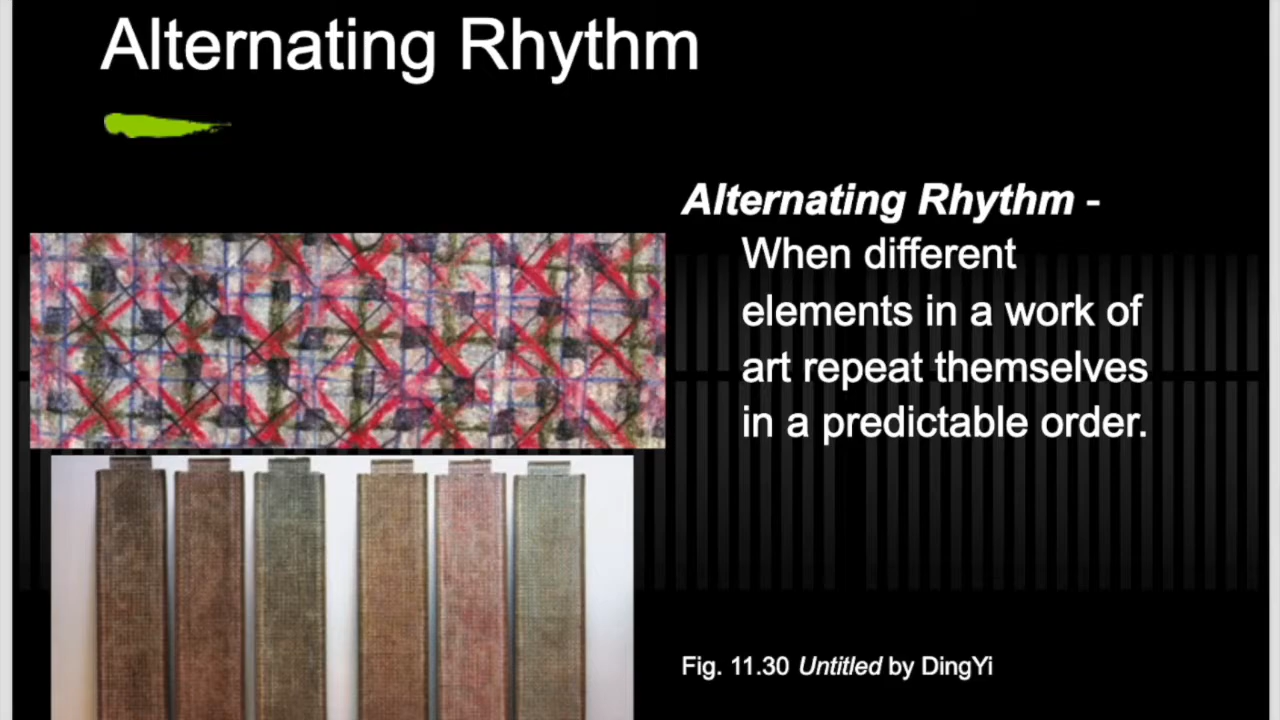 Alternating Rhythm
Alternating Rhythm -
When different
elements in a work of
art repeat themselves
in a predictable order.
Fig. 11.30 Untitled by DingYi